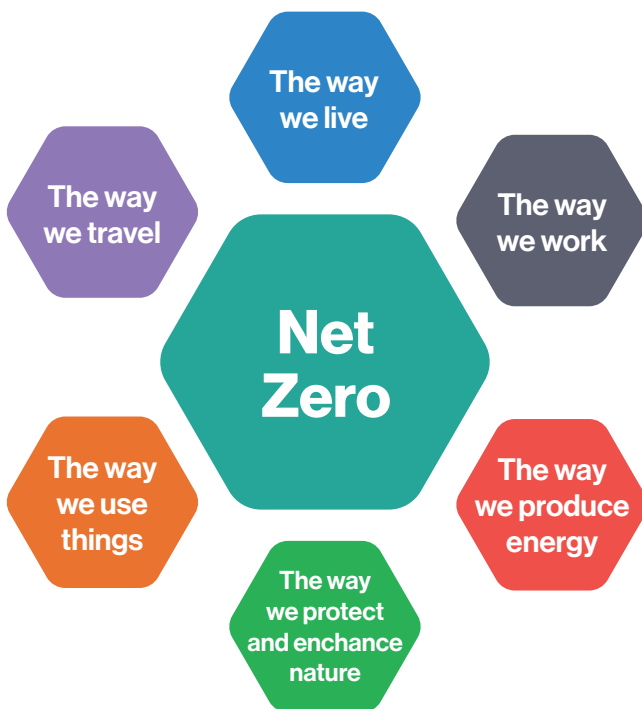 The way
we live
The way
we travel
The way
we work
Net
Zero
The way
we use
things
The way
we produce
energy
The way
we protect
and enchance
nature